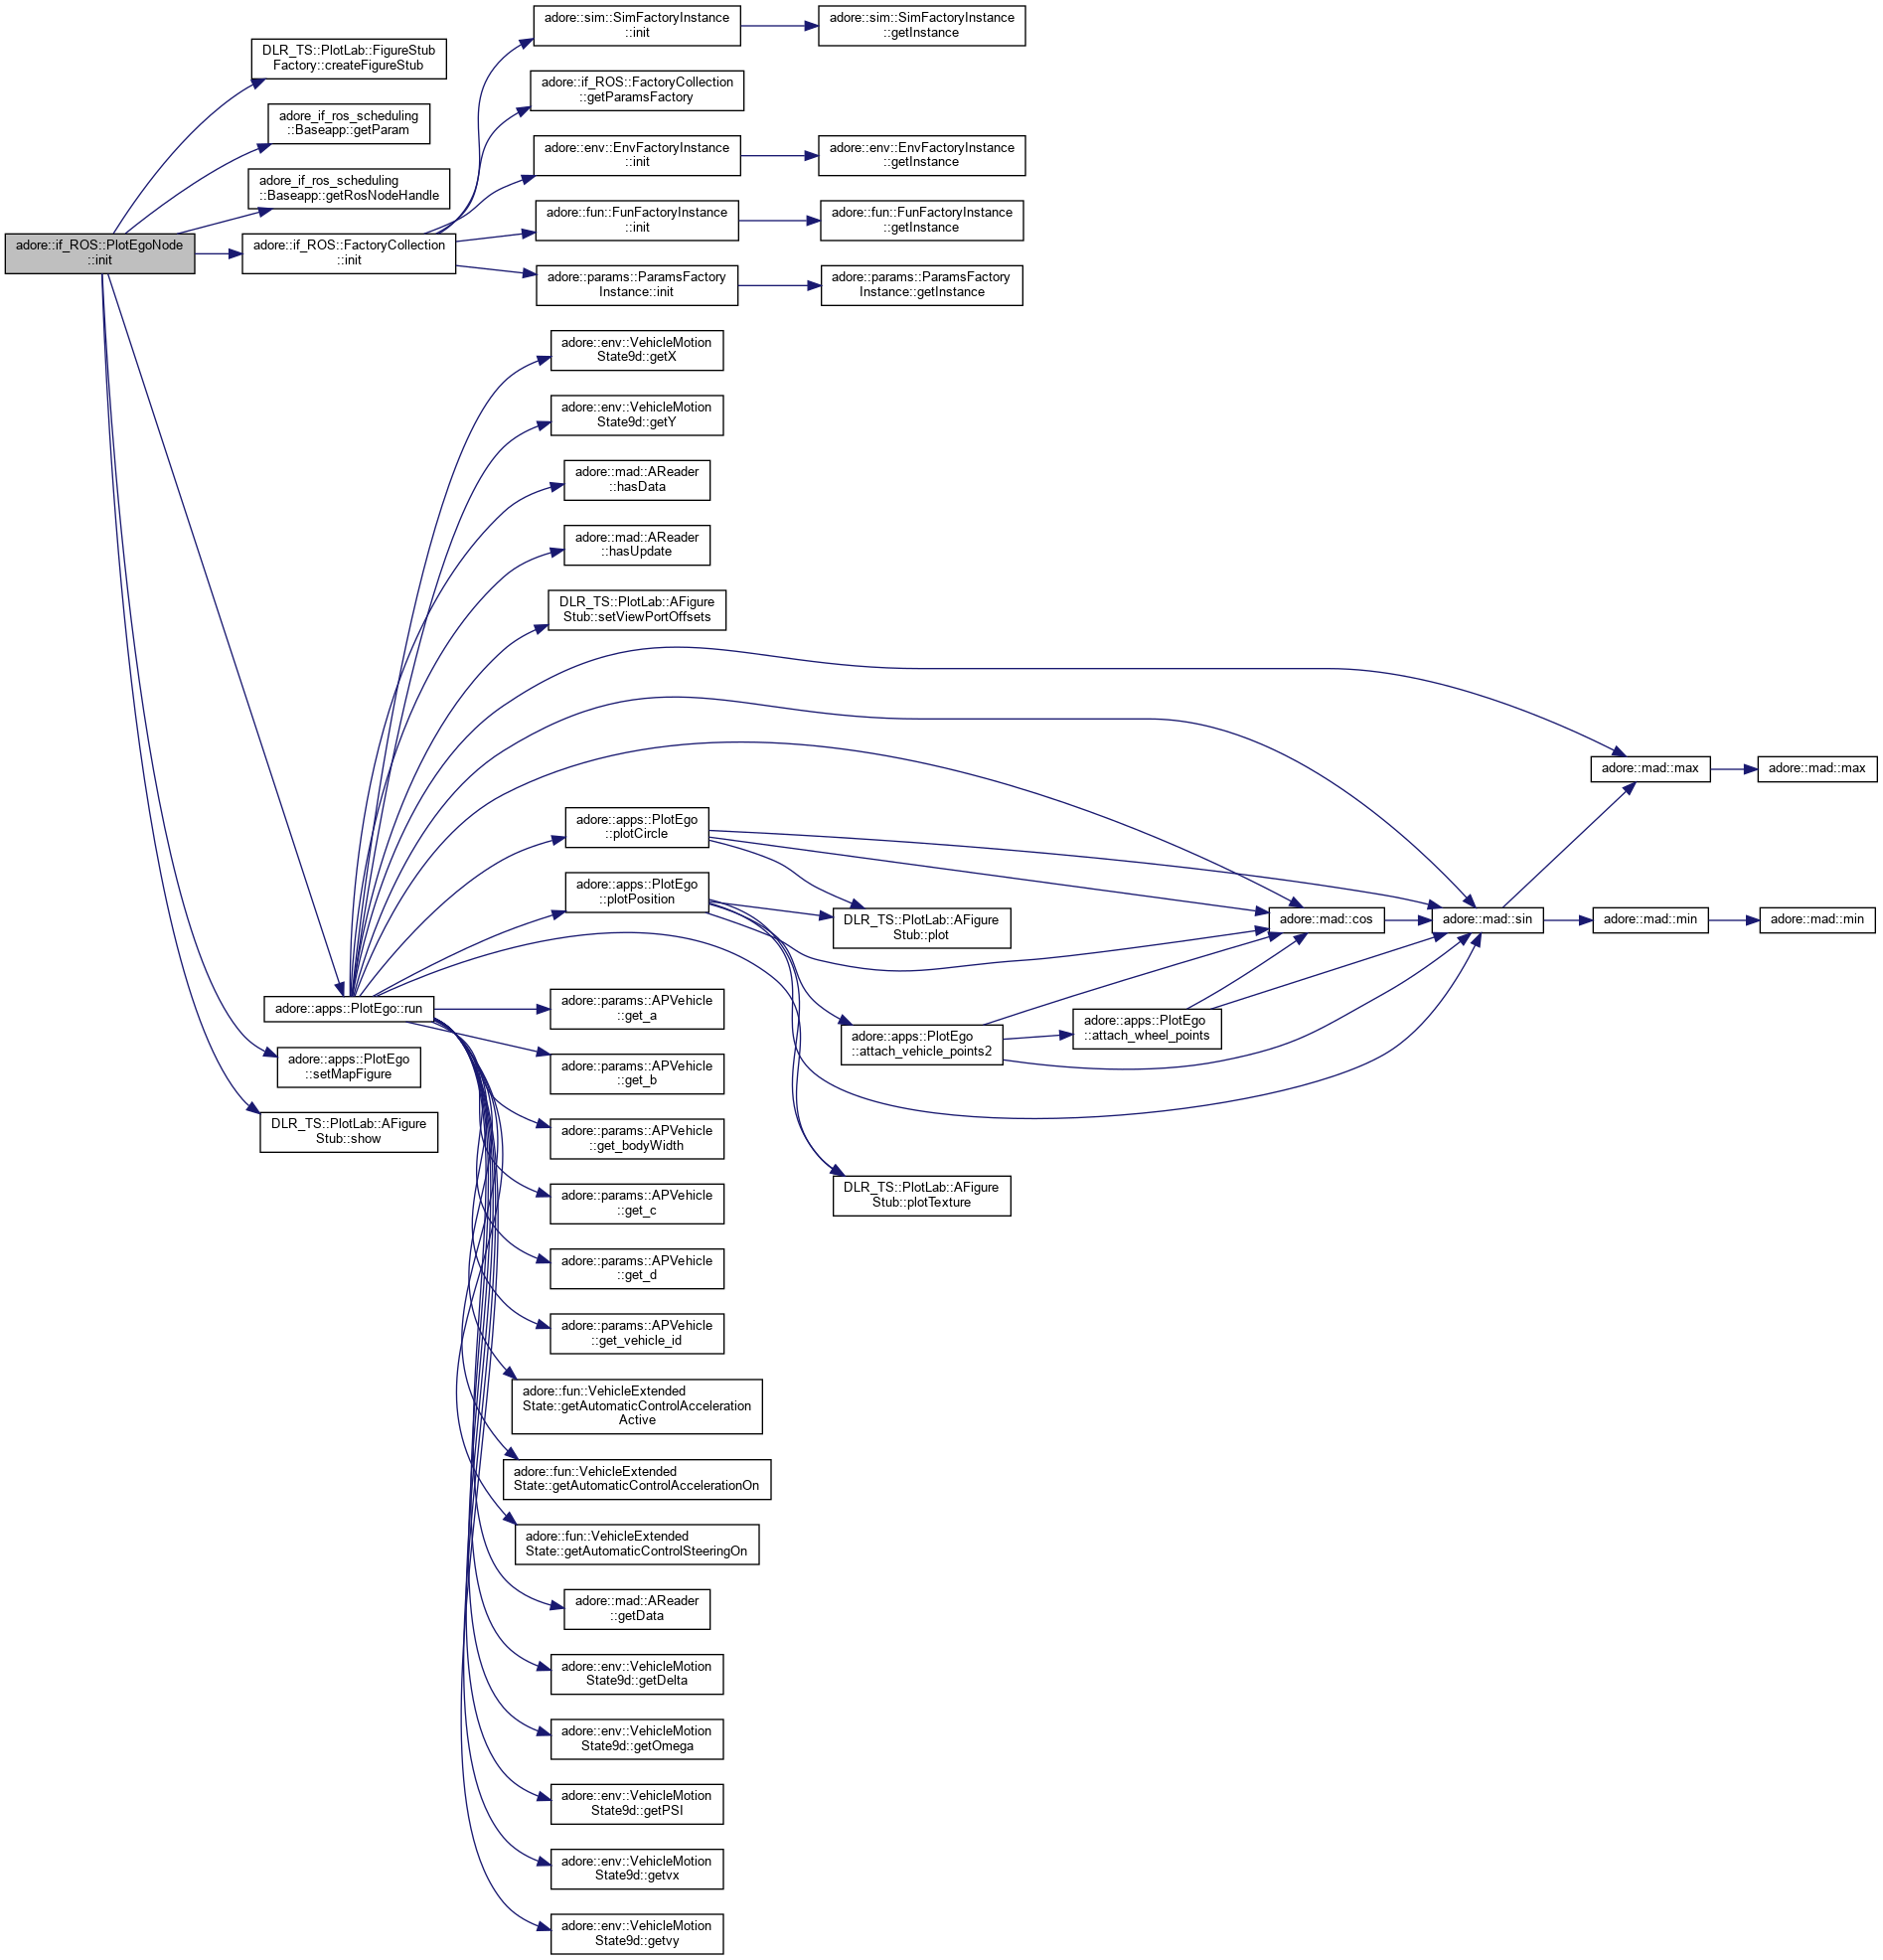 adore::if_ROS::PlotEgoNode
::init
DLR_TS::PlotLab::FigureStub
Factory::createFigureStub
adore_if_ros_scheduling
::Baseapp::getParam
adore_if_ros_scheduling
::Baseapp::getRosNodeHandle
adore::if_ROS::FactoryCollection
::init
adore::apps::PlotEgo::run
adore::apps::PlotEgo
::setMapFigure
DLR_TS::PlotLab::AFigure
Stub::show
adore::sim::SimFactoryInstance
::init
adore::if_ROS::FactoryCollection
::getParamsFactory
adore::env::EnvFactoryInstance
::init
adore::fun::FunFactoryInstance
::init
adore::params::ParamsFactory
Instance::init
adore::sim::SimFactoryInstance
::getInstance
adore::env::EnvFactoryInstance
::getInstance
adore::fun::FunFactoryInstance
::getInstance
adore::params::ParamsFactory
Instance::getInstance
adore::env::VehicleMotion
State9d::getX
adore::env::VehicleMotion
State9d::getY
adore::mad::AReader
::hasData
adore::mad::AReader
::hasUpdate
DLR_TS::PlotLab::AFigure
Stub::setViewPortOffsets
adore::apps::PlotEgo
::plotCircle
adore::apps::PlotEgo
::plotPosition
adore::params::APVehicle
::get_a
adore::params::APVehicle
::get_b
adore::params::APVehicle
::get_bodyWidth
adore::params::APVehicle
::get_c
adore::params::APVehicle
::get_d
adore::params::APVehicle
::get_vehicle_id
adore::fun::VehicleExtended
State::getAutomaticControlAcceleration
Active
adore::fun::VehicleExtended
State::getAutomaticControlAccelerationOn
adore::fun::VehicleExtended
State::getAutomaticControlSteeringOn
adore::mad::AReader
::getData
adore::env::VehicleMotion
State9d::getDelta
adore::env::VehicleMotion
State9d::getOmega
adore::env::VehicleMotion
State9d::getPSI
adore::env::VehicleMotion
State9d::getvx
adore::env::VehicleMotion
State9d::getvy
DLR_TS::PlotLab::AFigure
Stub::plot
adore::apps::PlotEgo
::attach_vehicle_points2
DLR_TS::PlotLab::AFigure
Stub::plotTexture
adore::apps::PlotEgo
::attach_wheel_points
adore::mad::cos
adore::mad::sin
adore::mad::max
adore::mad::max
adore::mad::min
adore::mad::min